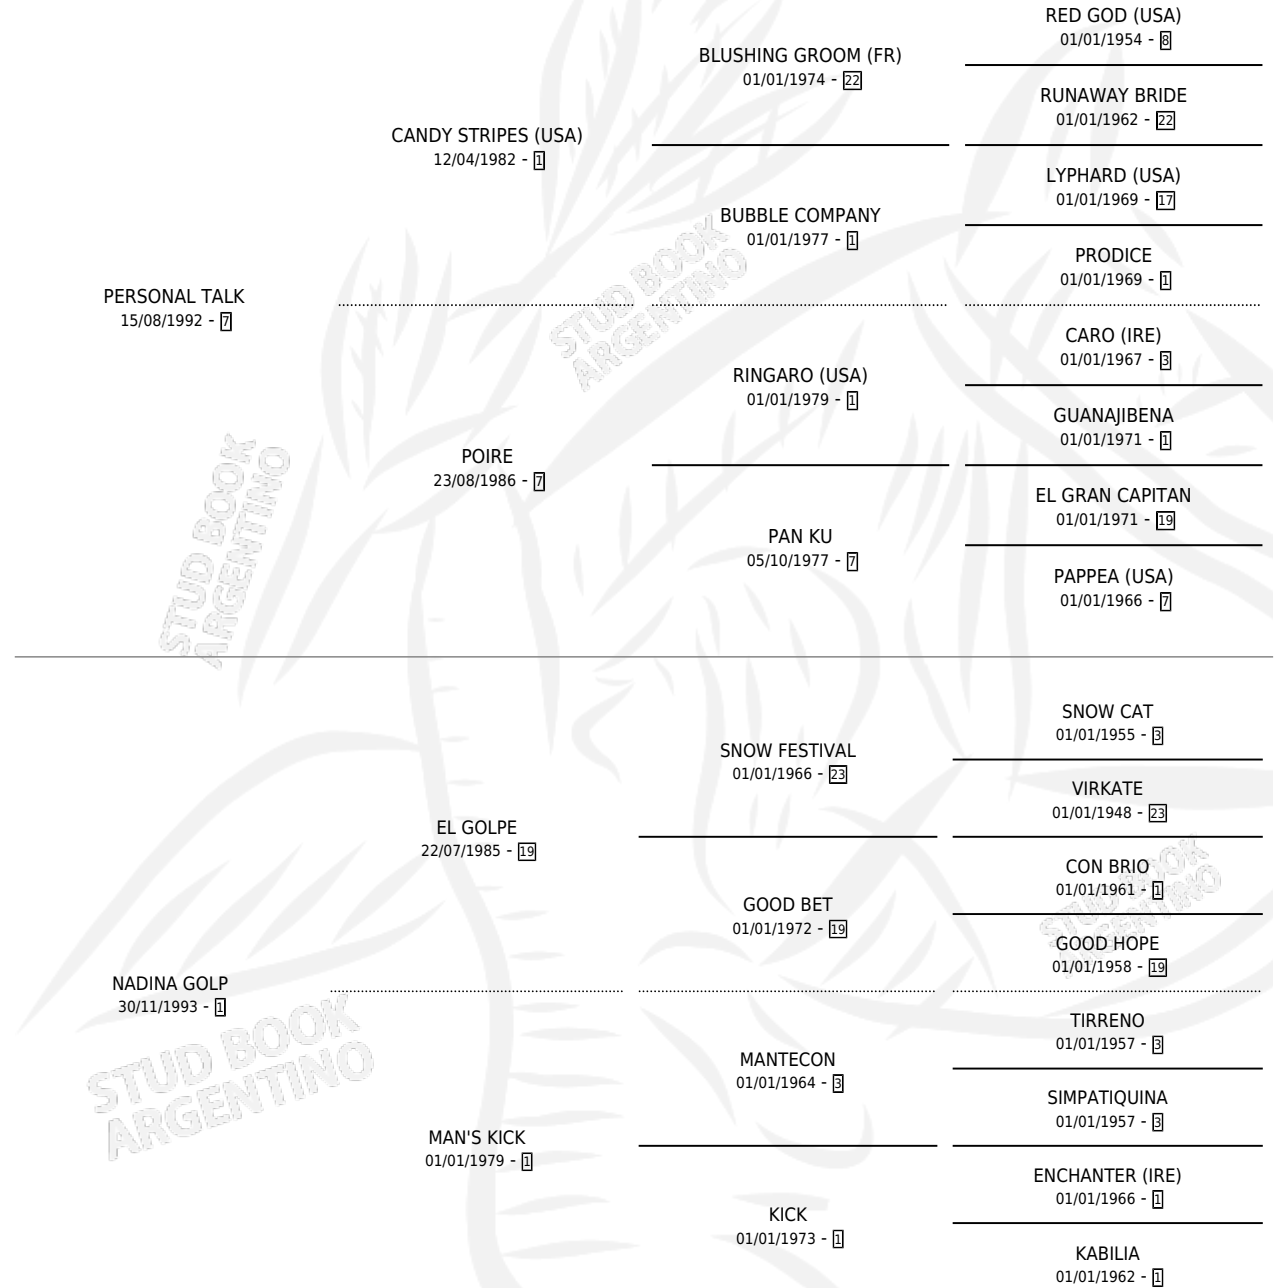 RED GOD (USA)
01/01/1954 - 8
BLUSHING GROOM (FR)
01/01/1974 - 22
RUNAWAY BRIDE
01/01/1962 - 22
CANDY STRIPES (USA)
12/04/1982 - 1
LYPHARD (USA)
01/01/1969 - 17
BUBBLE COMPANY
01/01/1977 - 1
PRODICE
01/01/1969 - 1
PERSONAL TALK
15/08/1992 - 7
CARO (IRE)
01/01/1967 - 3
RINGARO (USA)
01/01/1979 - 1
GUANAJIBENA
01/01/1971 - 1
POIRE
23/08/1986 - 7
EL GRAN CAPITAN
01/01/1971 - 19
PAN KU
05/10/1977 - 7
PAPPEA (USA)
01/01/1966 - 7
SNOW CAT
01/01/1955 - 3
SNOW FESTIVAL
01/01/1966 - 23
VIRKATE
01/01/1948 - 23
EL GOLPE
22/07/1985 - 19
CON BRIO
01/01/1961 - 1
GOOD BET
01/01/1972 - 19
GOOD HOPE
01/01/1958 - 19
NADINA GOLP
30/11/1993 - 1
TIRRENO
01/01/1957 - 3
MANTECON
01/01/1964 - 3
SIMPATIQUINA
01/01/1957 - 3
MAN'S KICK
01/01/1979 - 1
ENCHANTER (IRE)
01/01/1966 - 1
KICK
01/01/1973 - 1
KABILIA
01/01/1962 - 1
STUD BOOK
ARGENTINO
STUD BOOK
ARGENTINO
STUD BOOK
ARGENTINO
STUD BOOK
ARGENTINO